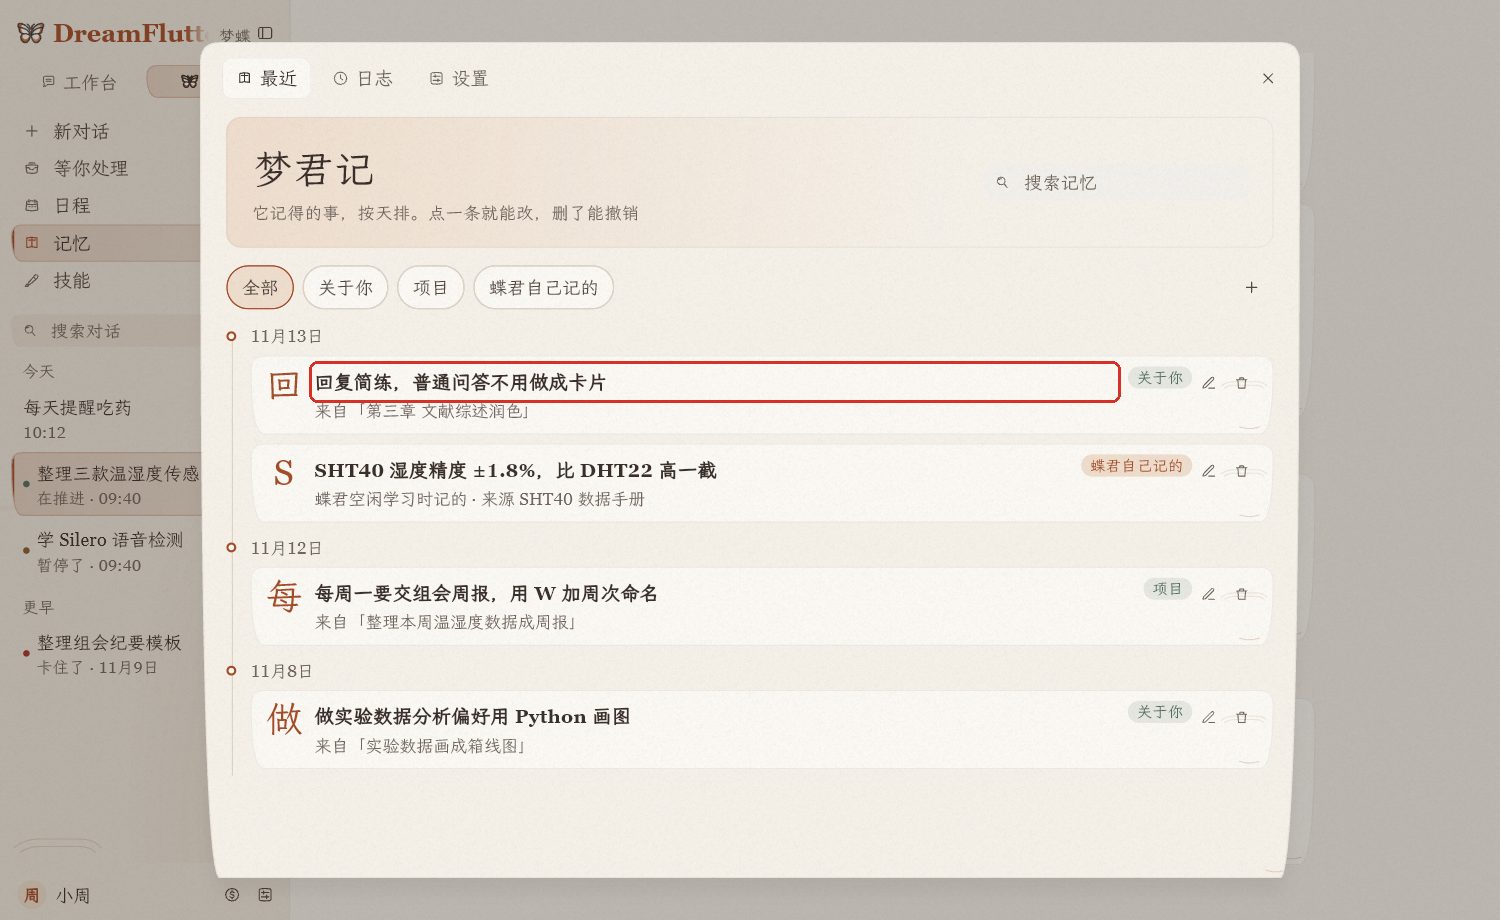 DreamFlutt 梦蝶
工作台
新对话
等你处理
日程
记忆
技能
搜索对话
今天
每天提醒吃药
10:12
整理三款温湿度传感
在推进 · 09:40
学 Silero 语音检测
暂停了 · 09:40
更早
整理组会纪要模板
卡住了 · 11月9日
周 小周
最近 日志 设置
梦君记
它记得的事，按天排。点一条就能改，删了能撤销
搜索记忆
全部 关于你 项目 蝶君自己记的
11月13日
回 回复简练，普通问答不用做成卡片 关于你
来自「第三章 文献综述润色」
S SHT40 湿度精度 ±1.8%，比 DHT22 高一截 蝶君自己记的
蝶君空闲学习时记的 · 来源 SHT40 数据手册
11月12日
每 每周一要交组会周报，用 W 加周次命名 项目
来自「整理本周温湿度数据成周报」
11月8日
做 做实验数据分析偏好用 Python 画图 关于你
来自「实验数据画成箱线图」